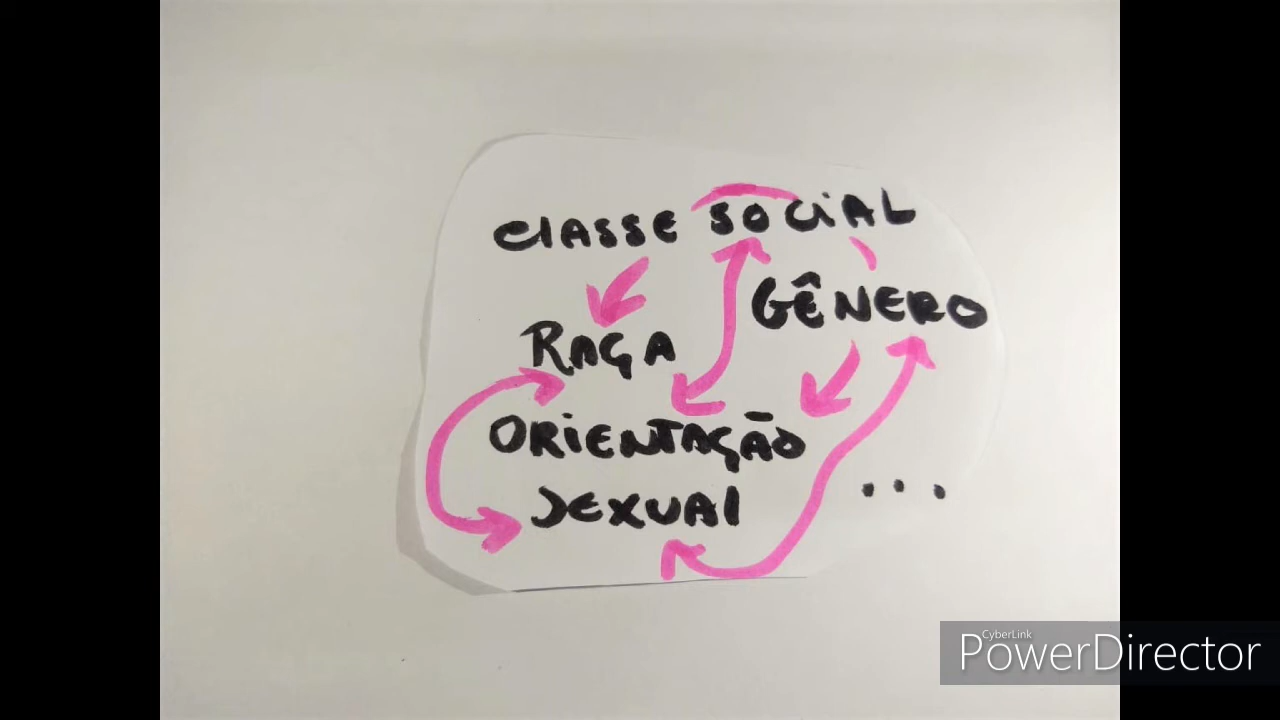 CLASSE SOCIAL
GÊNERO
RAÇA
ORIENTAÇÃO
SEXUAL
...
CyberLink
PowerDirector